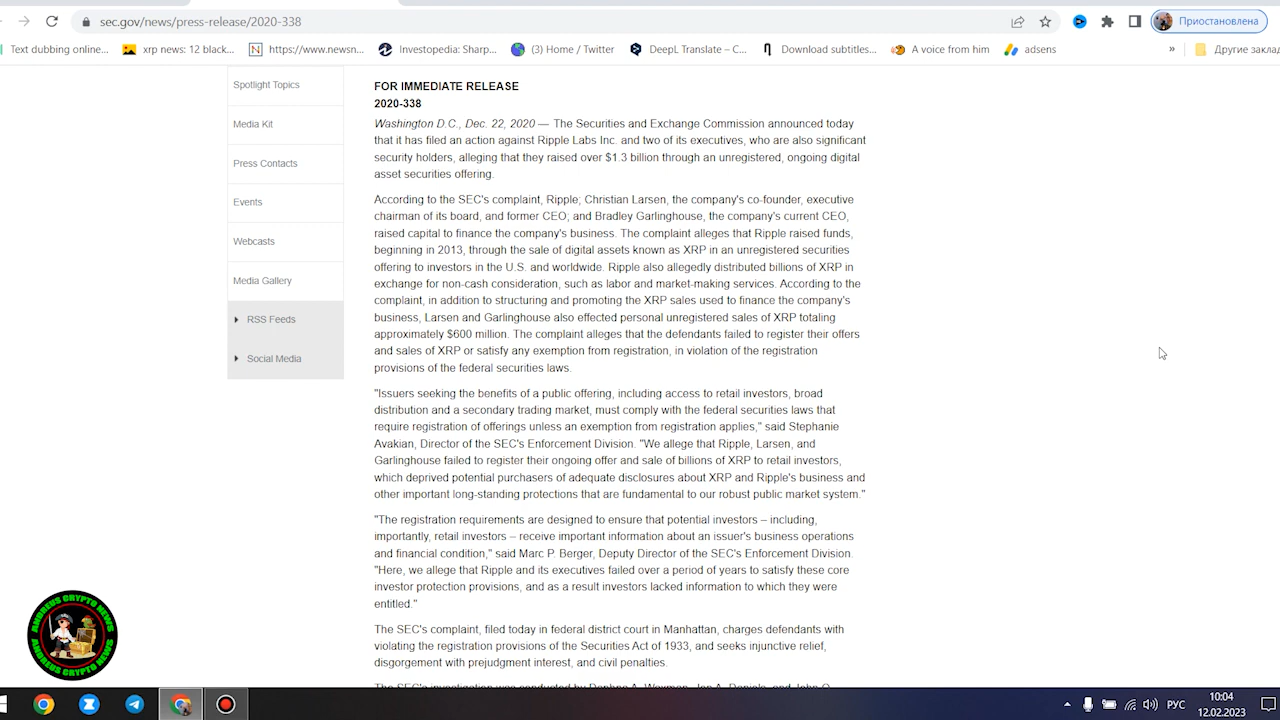 sec.gov/news/press-release/2020-338
Приостановлена
Text dubbing online...
xrp news: 12 black...
https://www.newsn...
Investopedia: Sharp...
(3) Home / Twitter
DeepL Translate – C...
Download subtitles...
A voice from him
adsens
»
Другие заклад
Spotlight Topics
Media Kit
Press Contacts
Events
Webcasts
Media Gallery
RSS Feeds
Social Media
FOR IMMEDIATE RELEASE
2020-338
Washington D.C., Dec. 22, 2020 — The Securities and Exchange Commission announced today
that it has filed an action against Ripple Labs Inc. and two of its executives, who are also significant
security holders, alleging that they raised over $1.3 billion through an unregistered, ongoing digital
asset securities offering.
According to the SEC's complaint, Ripple; Christian Larsen, the company's co-founder, executive
chairman of its board, and former CEO; and Bradley Garlinghouse, the company's current CEO,
raised capital to finance the company's business. The complaint alleges that Ripple raised funds,
beginning in 2013, through the sale of digital assets known as XRP in an unregistered securities
offering to investors in the U.S. and worldwide. Ripple also allegedly distributed billions of XRP in
exchange for non-cash consideration, such as labor and market-making services. According to the
complaint, in addition to structuring and promoting the XRP sales used to finance the company's
business, Larsen and Garlinghouse also effected personal unregistered sales of XRP totaling
approximately $600 million. The complaint alleges that the defendants failed to register their offers
and sales of XRP or satisfy any exemption from registration, in violation of the registration
provisions of the federal securities laws.
"Issuers seeking the benefits of a public offering, including access to retail investors, broad
distribution and a secondary trading market, must comply with the federal securities laws that
require registration of offerings unless an exemption from registration applies," said Stephanie
Avakian, Director of the SEC's Enforcement Division. "We allege that Ripple, Larsen, and
Garlinghouse failed to register their ongoing offer and sale of billions of XRP to retail investors,
which deprived potential purchasers of adequate disclosures about XRP and Ripple's business and
other important long-standing protections that are fundamental to our robust public market system."
"The registration requirements are designed to ensure that potential investors – including,
importantly, retail investors – receive important information about an issuer's business operations
and financial condition," said Marc P. Berger, Deputy Director of the SEC's Enforcement Division.
"Here, we allege that Ripple and its executives failed over a period of years to satisfy these core
investor protection provisions, and as a result investors lacked information to which they were
entitled."
The SEC's complaint, filed today in federal district court in Manhattan, charges defendants with
violating the registration provisions of the Securities Act of 1933, and seeks injunctive relief,
disgorgement with prejudgment interest, and civil penalties.
ANDREUS CRYPTO NEWS
ANDREUS CRYPTO NEWS
РУС
10:04
12.02.2023